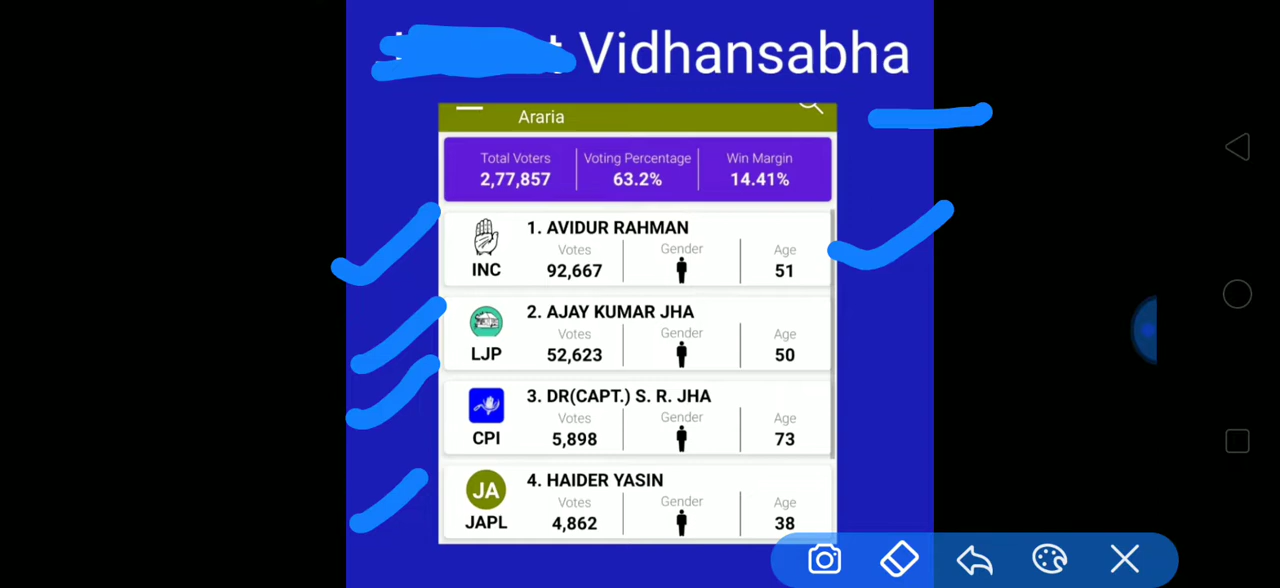 Vidhansabha
Araria
Total Voters Voting Percentage Win Margin
2,77,857 63.2% 14.41%
1. AVIDUR RAHMAN
Votes Gender Age
INC 92,667 51
2. AJAY KUMAR JHA
Votes Gender Age
LJP 52,623 50
3. DR(CAPT.) S. R. JHA
Votes Gender Age
CPI 5,898 73
4. HAIDER YASIN
JA Votes Gender Age
JAPL 4,862 38